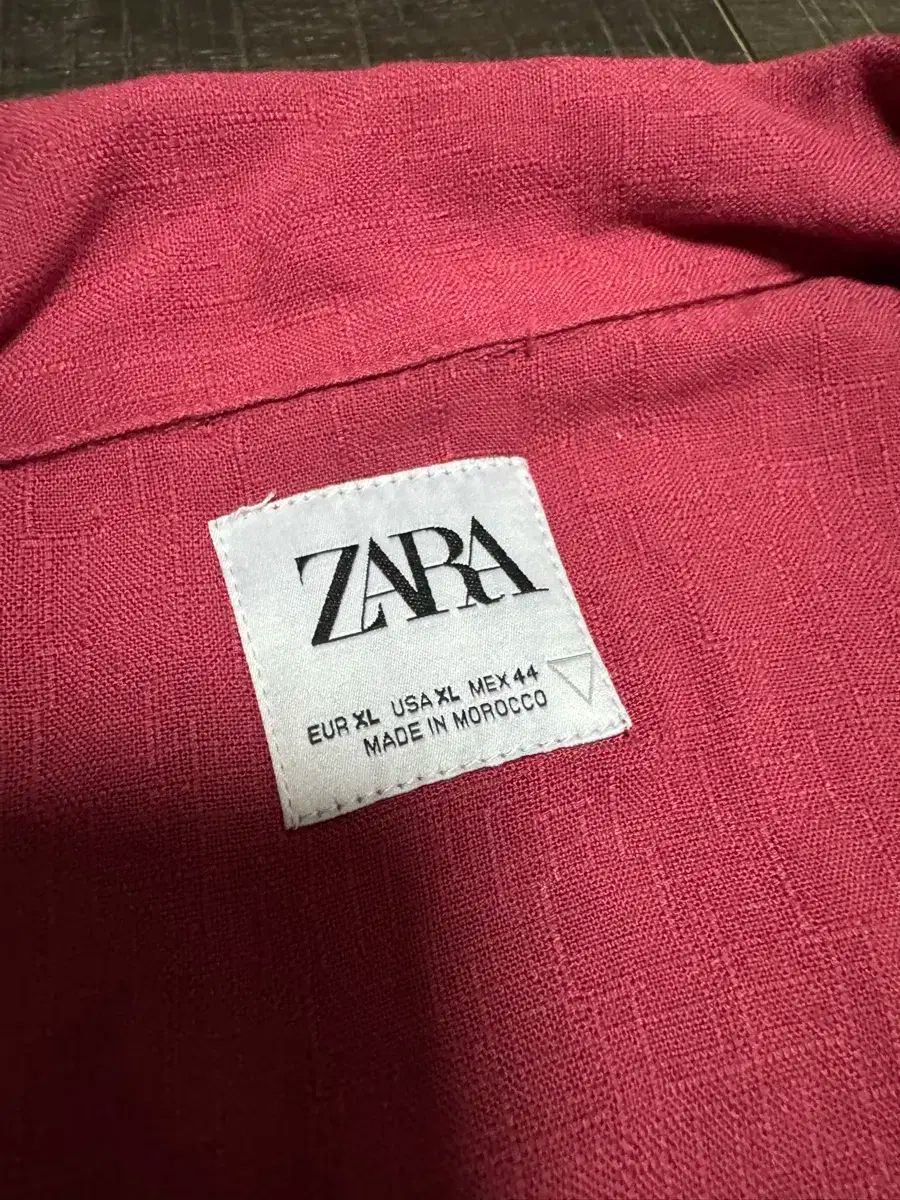 ZARA
EUR XL USA XL MEX 44
MADE IN MOROCCO